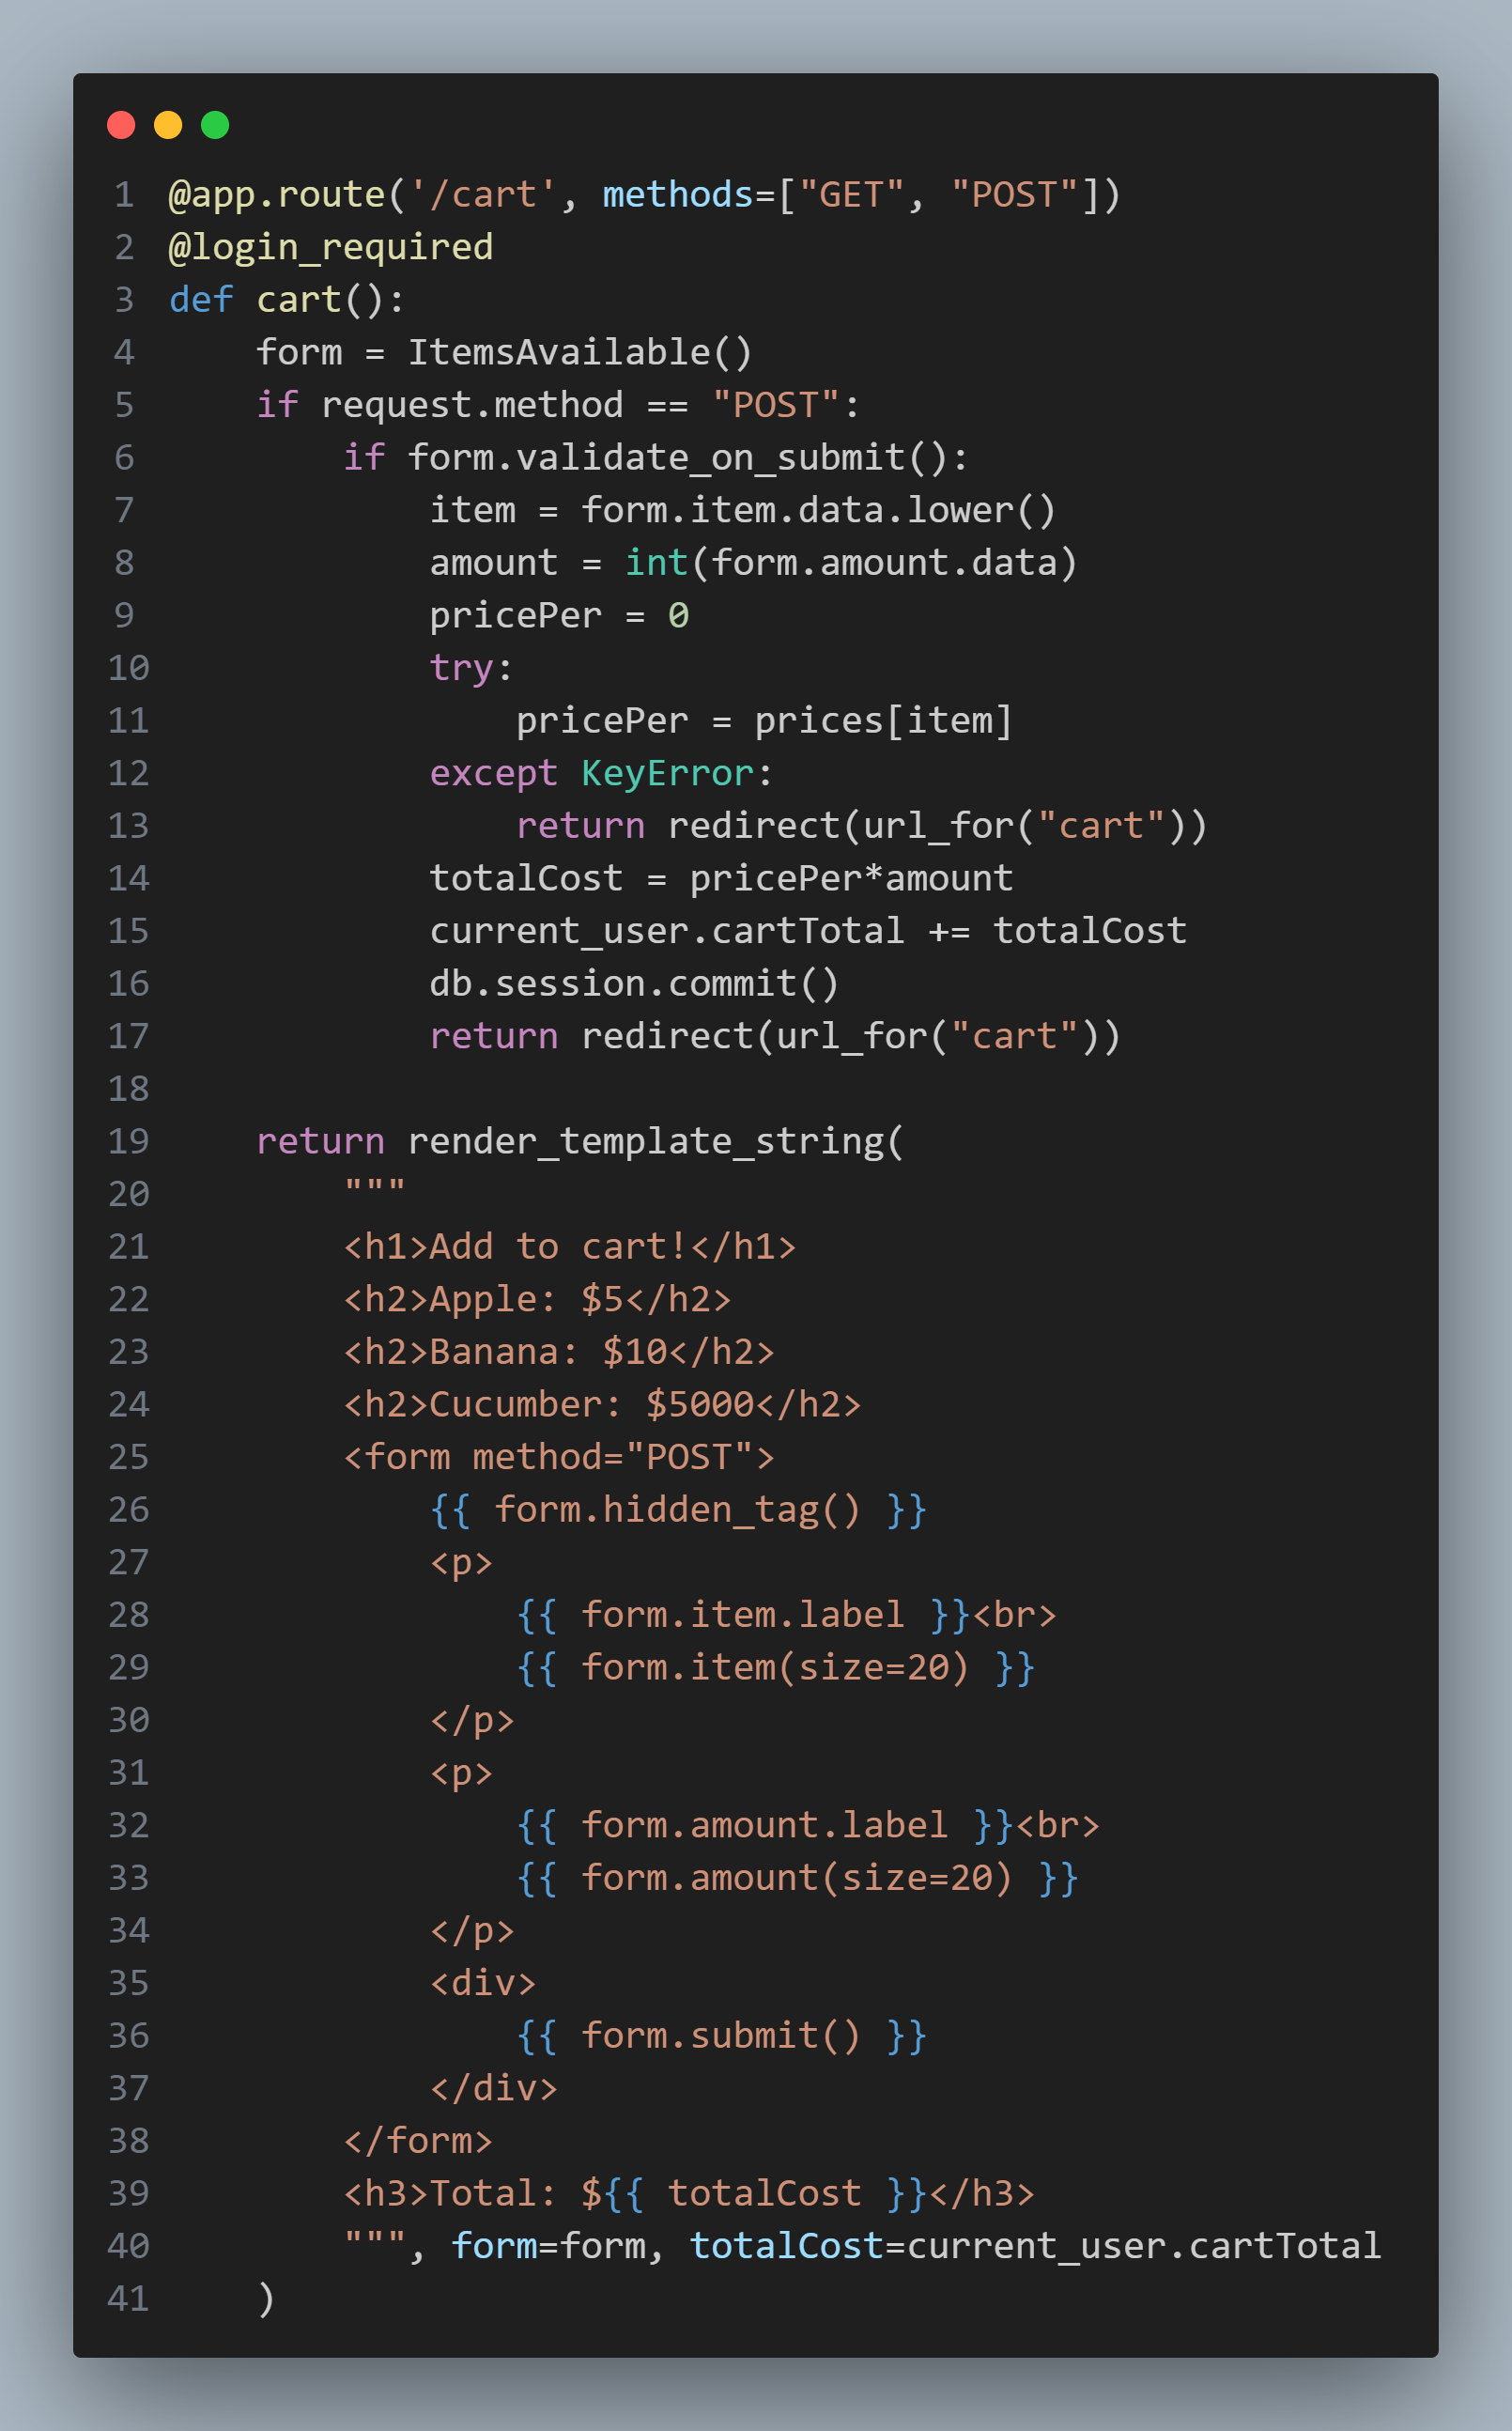 1 @app.route('/cart', methods=["GET", "POST"])
2 @login_required
3 def cart():
4     form = ItemsAvailable()
5     if request.method == "POST":
6         if form.validate_on_submit():
7             item = form.item.data.lower()
8             amount = int(form.amount.data)
9             pricePer = 0
10             try:
11                 pricePer = prices[item]
12             except KeyError:
13                 return redirect(url_for("cart"))
14             totalCost = pricePer*amount
15             current_user.cartTotal += totalCost
16             db.session.commit()
17             return redirect(url_for("cart"))
18
19     return render_template_string(
20         """
21         <h1>Add to cart!</h1>
22         <h2>Apple: $5</h2>
23         <h2>Banana: $10</h2>
24         <h2>Cucumber: $5000</h2>
25         <form method="POST">
26             {{ form.hidden_tag() }}
27             <p>
28                 {{ form.item.label }}<br>
29                 {{ form.item(size=20) }}
30             </p>
31             <p>
32                 {{ form.amount.label }}<br>
33                 {{ form.amount(size=20) }}
34             </p>
35             <div>
36                 {{ form.submit() }}
37             </div>
38         </form>
39         <h3>Total: ${{ totalCost }}</h3>
40         """, form=form, totalCost=current_user.cartTotal
41     )